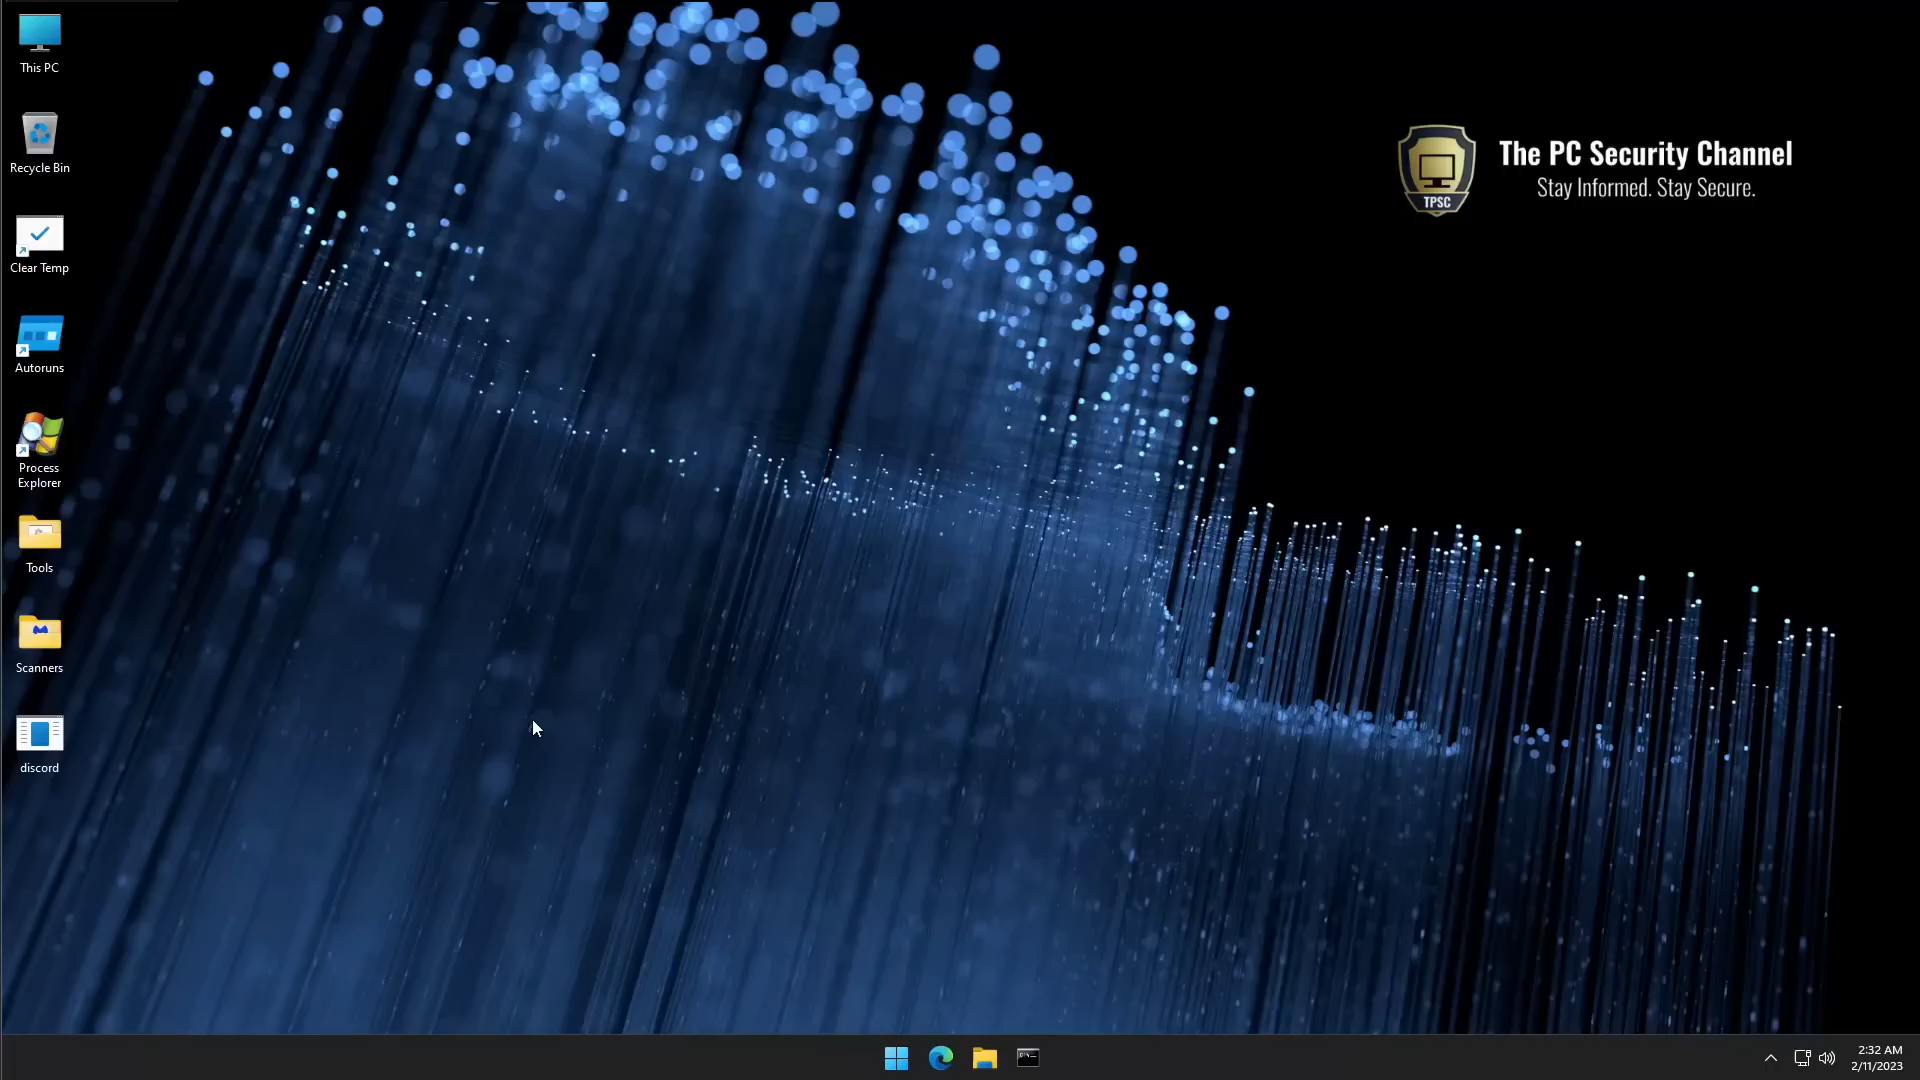 This PC
Recycle Bin
Clear Temp
Autoruns
Process
Explorer
Tools
Scanners
discord
The PC Security Channel
Stay Informed. Stay Secure.
TPSC
2:32 AM
2/11/2023